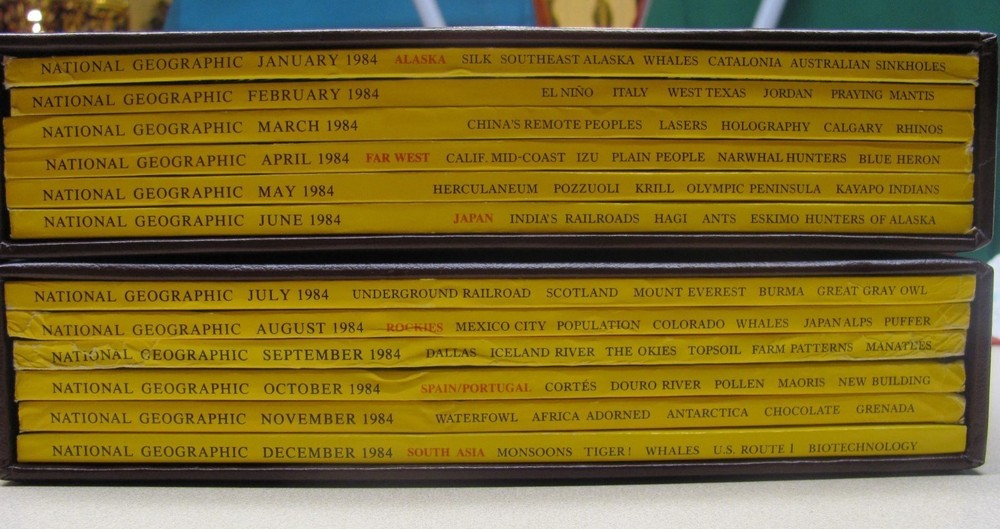 NATIONAL GEOGRAPHIC JANUARY 1984 ALASKA SILK SOUTHEAST ALASKA WHALES CATALONIA AUSTRALIAN SINKHOLES
NATIONAL GEOGRAPHIC FEBRUARY 1984 EL NIÑO ITALY WEST TEXAS JORDAN PRAYING MANTIS
NATIONAL GEOGRAPHIC MARCH 1984 CHINA'S REMOTE PEOPLES LASERS HOLOGRAPHY CALGARY RHINOS
NATIONAL GEOGRAPHIC APRIL 1984 FAR WEST CALIF. MID-COAST IZU PLAIN PEOPLE NARWHAL HUNTERS BLUE HERON
NATIONAL GEOGRAPHIC MAY 1984 HERCULANEUM POZZUOLI KRILL OLYMPIC PENINSULA KAYAPO INDIANS
NATIONAL GEOGRAPHIC JUNE 1984 JAPAN INDIA'S RAILROADS HAGI ANTS ESKIMO HUNTERS OF ALASKA
NATIONAL GEOGRAPHIC JULY 1984 UNDERGROUND RAILROAD SCOTLAND MOUNT EVEREST BURMA GREAT GRAY OWL
NATIONAL GEOGRAPHIC AUGUST 1984 ROCKIES MEXICO CITY POPULATION COLORADO WHALES JAPAN ALPS PUFFER
NATIONAL GEOGRAPHIC SEPTEMBER 1984 DALLAS ICELAND RIVER THE OKIES TOPSOIL FARM PATTERNS MANATEES
NATIONAL GEOGRAPHIC OCTOBER 1984 SPAIN/PORTUGAL CORTÉS DOURO RIVER POLLEN MAORIS NEW BUILDING
NATIONAL GEOGRAPHIC NOVEMBER 1984 WATERFOWL AFRICA ADORNED ANTARCTICA CHOCOLATE GRENADA
NATIONAL GEOGRAPHIC DECEMBER 1984 SOUTH ASIA MONSOONS TIGER! WHALES U.S. ROUTE 1 BIOTECHNOLOGY